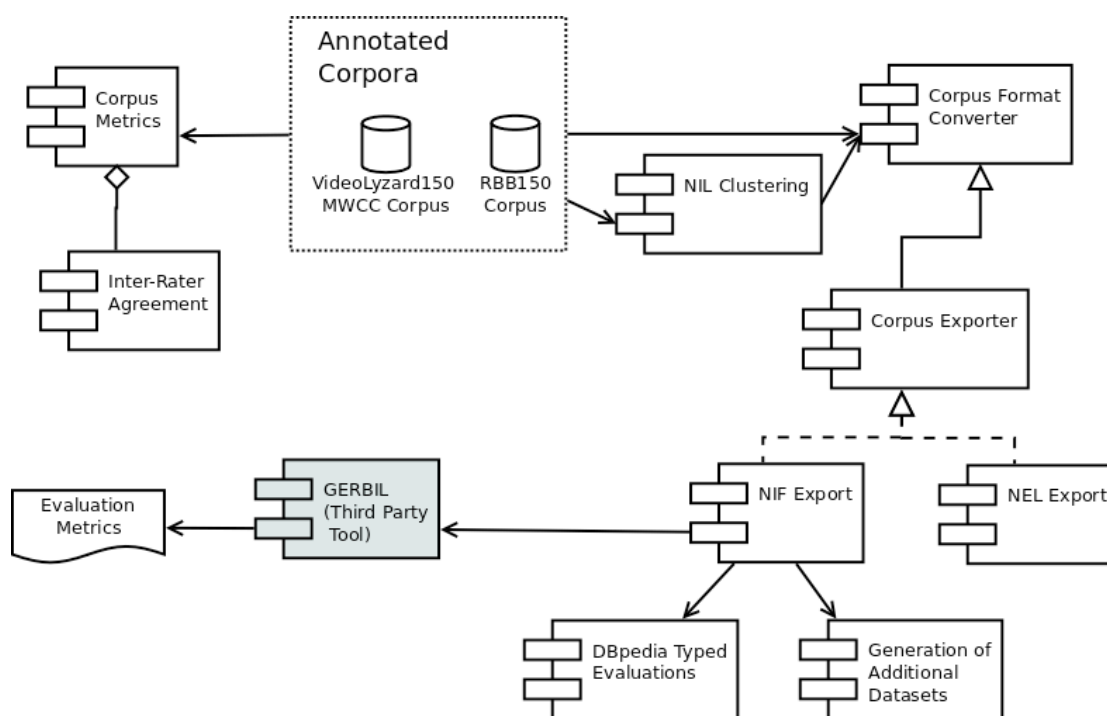 Annotated
Corpora
Corpus
Metrics
Corpus Format
Converter
VideoLyzard150
MWCC Corpus
RBB150
Corpus
NIL Clustering
Inter-Rater
Agreement
Corpus Exporter
Evaluation
Metrics
GERBIL
(Third Party
Tool)
NIF Export
NEL Export
DBpedia Typed
Evaluations
Generation of
Additional
Datasets